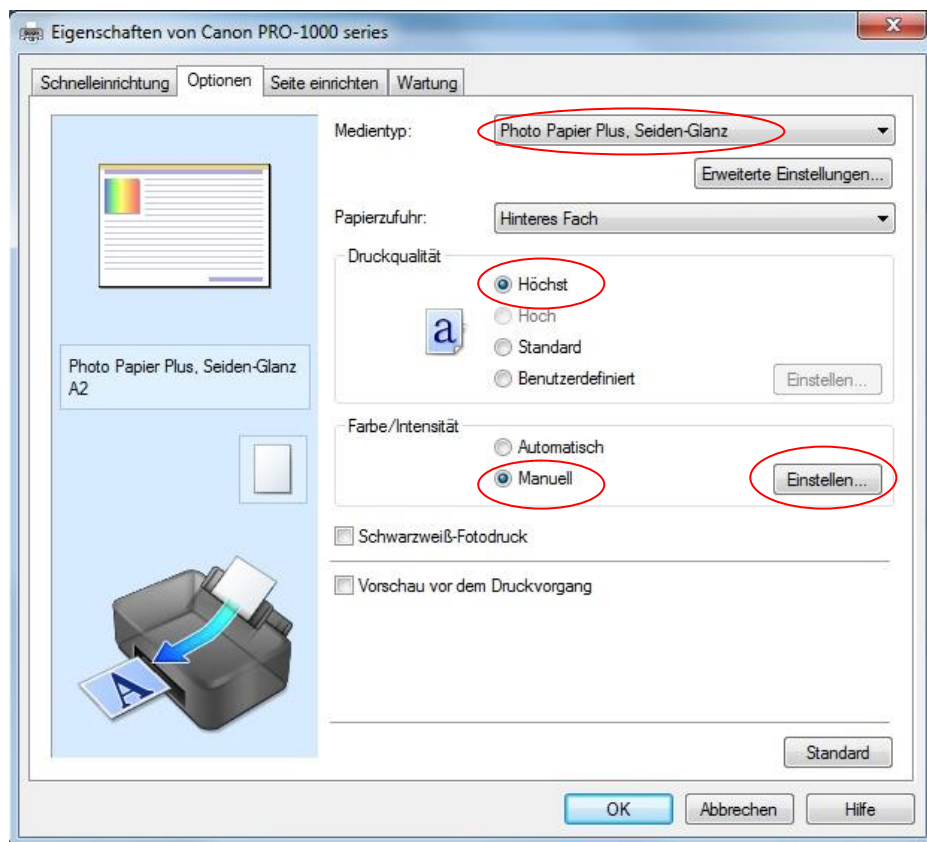 Eigenschaften von Canon PRO-1000 series
Schnelleinrichtung Optionen Seite einrichten Wartung
Medientyp: Photo Papier Plus, Seiden-Glanz
Erweiterte Einstellungen...
Papierzufuhr: Hinteres Fach
Druckqualität
Höchst
Hoch
Standard
Benutzerdefiniert Einstellen...
a
Photo Papier Plus, Seiden-Glanz
A2
Farbe/Intensität
Automatisch
Manuell Einstellen...
Schwarzweiß-Fotodruck
Vorschau vor dem Druckvorgang
A
Standard
OK Abbrechen Hilfe